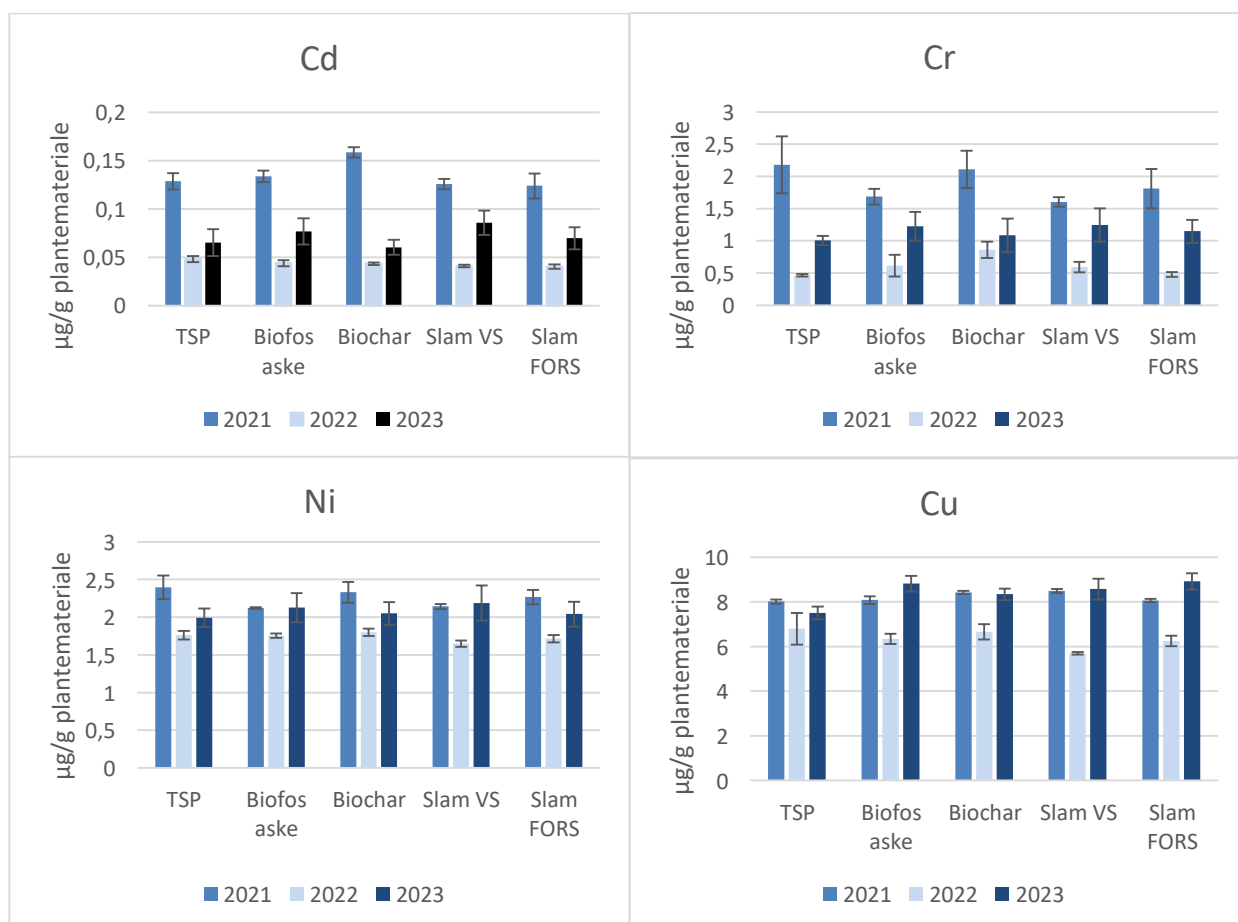 Cd
µg/g plantemateriale
0,2
0,15
0,1
0,05
0
TSP
Biofos
aske
Biochar
Slam VS
Slam
FORS
2021
2022
2023
Cr
µg/g plantemateriale
3
2,5
2
1,5
1
0,5
0
TSP
Biofos
aske
Biochar
Slam VS
Slam
FORS
2021
2022
2023
Ni
µg/g plantemateriale
3
2,5
2
1,5
1
0,5
0
TSP
Biofos
aske
Biochar
Slam VS
Slam
FORS
2021
2022
2023
Cu
µg/g plantemateriale
10
8
6
4
2
0
TSP
Biofos
aske
Biochar
Slam VS
Slam
FORS
2021
2022
2023